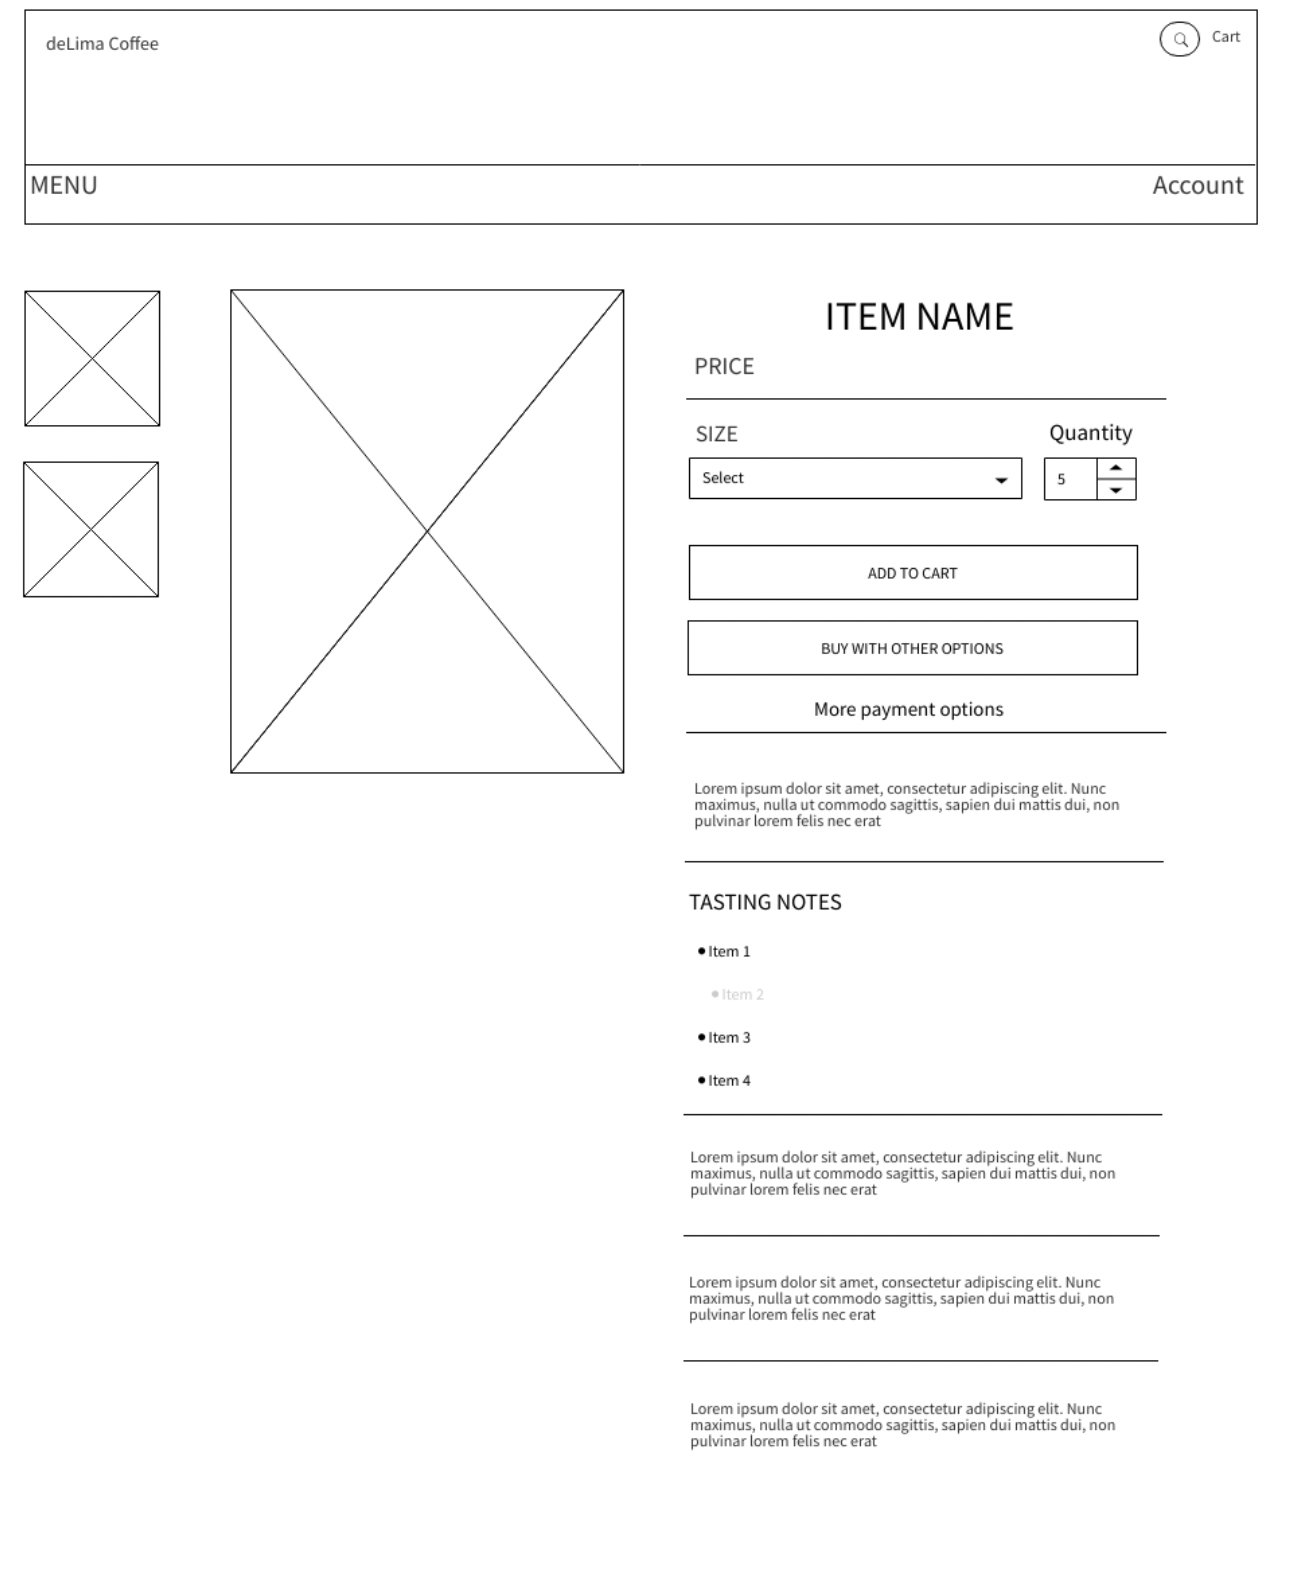 deLima Coffee
Cart
MENU
Account
ITEM NAME
PRICE
SIZE
Quantity
Select
5
ADD TO CART
BUY WITH OTHER OPTIONS
More payment options
Lorem ipsum dolor sit amet, consectetur adipiscing elit. Nunc
maximus, nulla ut commodo sagittis, sapien dui mattis dui, non
pulvinar lorem felis nec erat
TASTING NOTES
Item 1
Item 2
Item 3
Item 4
Lorem ipsum dolor sit amet, consectetur adipiscing elit. Nunc
maximus, nulla ut commodo sagittis, sapien dui mattis dui, non
pulvinar lorem felis nec erat
Lorem ipsum dolor sit amet, consectetur adipiscing elit. Nunc
maximus, nulla ut commodo sagittis, sapien dui mattis dui, non
pulvinar lorem felis nec erat
Lorem ipsum dolor sit amet, consectetur adipiscing elit. Nunc
maximus, nulla ut commodo sagittis, sapien dui mattis dui, non
pulvinar lorem felis nec erat